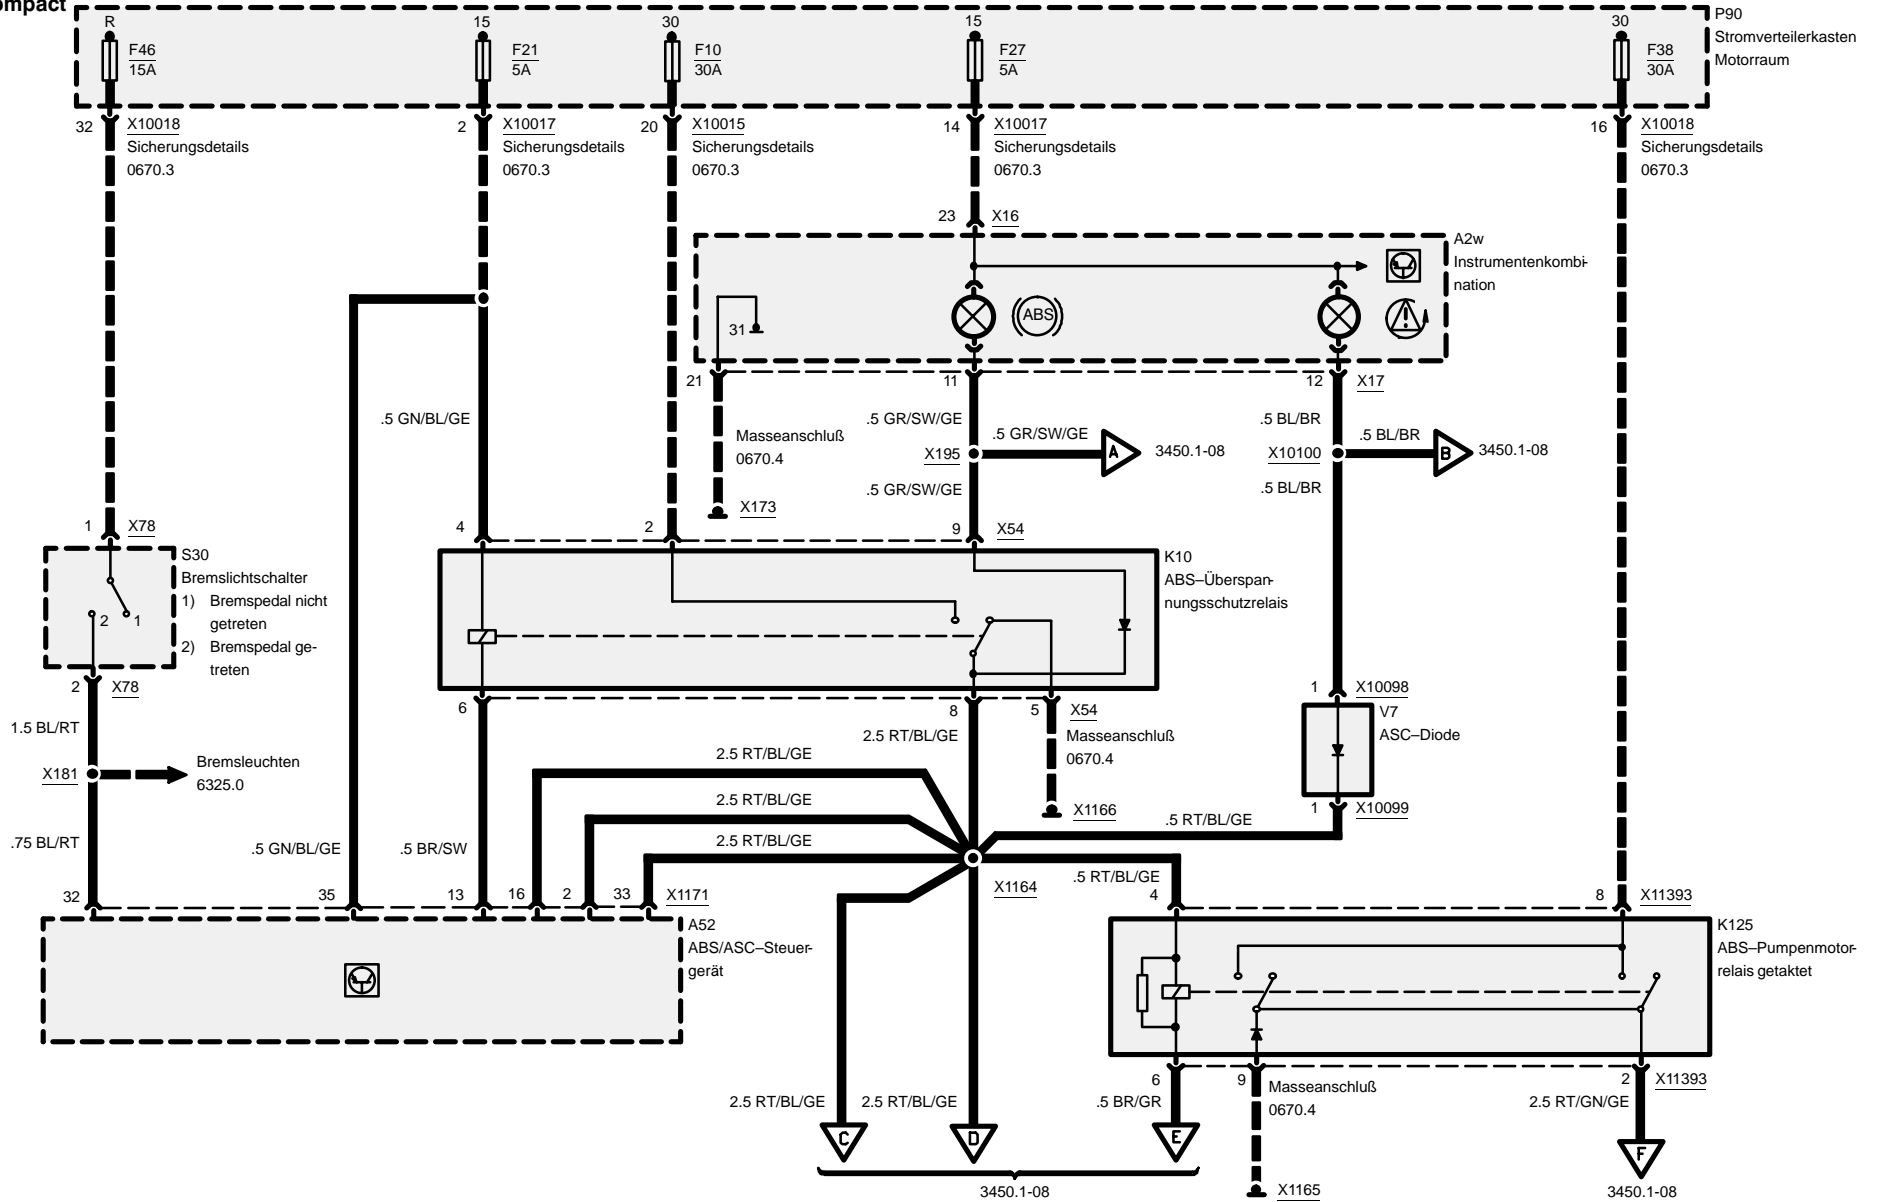 ompact
R
15
30
15
30
P90
Stromverteilerkasten
Motorraum
F46
15A
F21
5A
F10
30A
F27
5A
F38
30A
32
X10018
Sicherungsdetails
0670.3
2
X10017
Sicherungsdetails
0670.3
20
X10015
Sicherungsdetails
0670.3
14
X10017
Sicherungsdetails
0670.3
16
X10018
Sicherungsdetails
0670.3
23
X16
A2w
Instrumentenkombi-
nation
31
ABS
21
11
12
X17
.5 GN/BL/GE
Masseanschluß
0670.4
X173
.5 GR/SW/GE
.5 GR/SW/GE
X195
A
3450.1-08
.5 GR/SW/GE
.5 BL/BR
.5 BL/BR
X10100
B
3450.1-08
.5 BL/BR
1
X78
4
2
9
X54
S30
Bremslichtschalter
1) Bremspedal nicht
getreten
2) Bremspedal ge-
treten
2
1
K10
ABS–Überspan-
nungsschutzrelais
2
X78
6
8
5
X54
Masseanschluß
0670.4
X1166
1
X10098
V7
ASC–Diode
1
X10099
1.5 BL/RT
X181
Bremsleuchten
6325.0
.75 BL/RT
2.5 RT/BL/GE
2.5 RT/BL/GE
2.5 RT/BL/GE
2.5 RT/BL/GE
.5 RT/BL/GE
.5 GN/BL/GE
.5 BR/SW
X1164
.5 RT/BL/GE
32
35
13
16
2
33
X1171
4
8
X11393
A52
ABS/ASC–Steuer-
gerät
K125
ABS–Pumpenmotor-
relais getaktet
6
9
2
X11393
Masseanschluß
0670.4
X1165
2.5 RT/BL/GE
2.5 RT/BL/GE
.5 BR/GR
2.5 RT/GN/GE
C
D
E
F
3450.1-08
3450.1-08